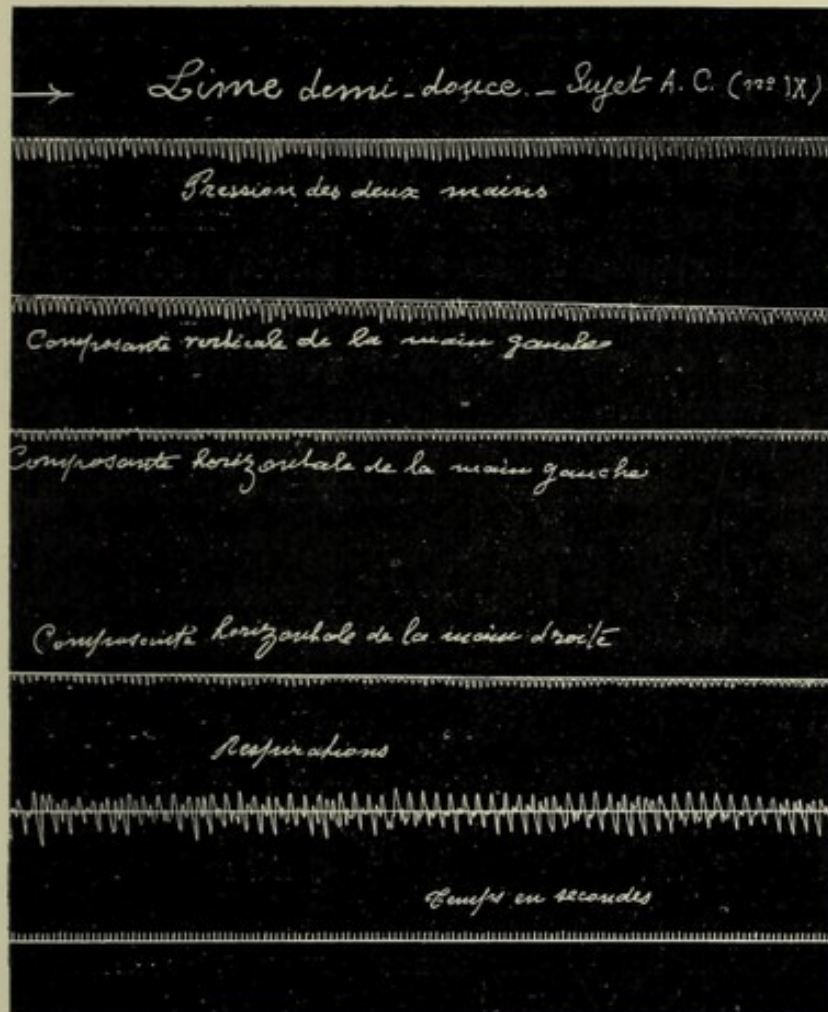 Lime demi-douce. - Sujet A. C. (nº IX)
Pression des deux mains
Composante verticale de la main gauche
Composante horizontale de la main gauche
Composante horizontale de la main droite
Respirations
Temps en secondes